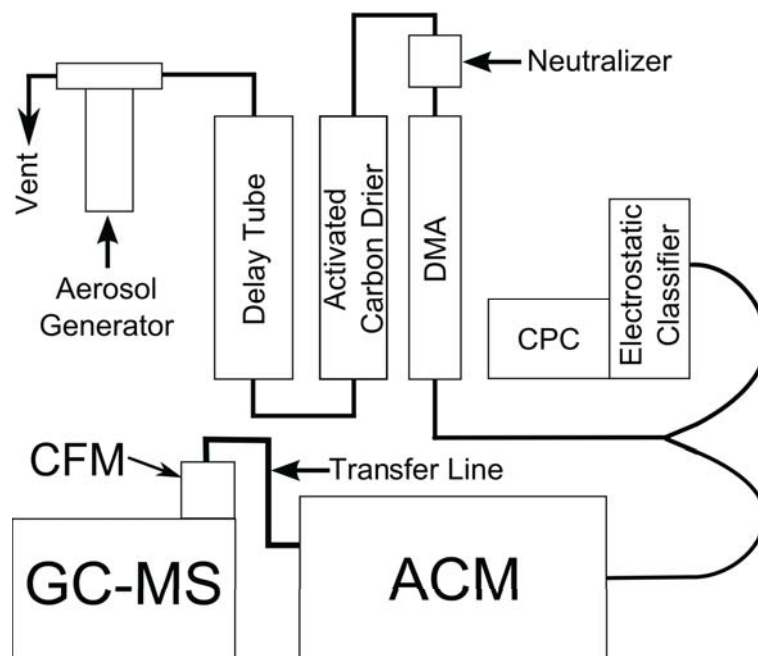 Neutralizer
Vent
Aerosol
Generator
Delay Tube
Activated
Carbon Drier
DMA
CPC
Electrostatic
Classifier
CFM
Transfer Line
GC-MS
ACM